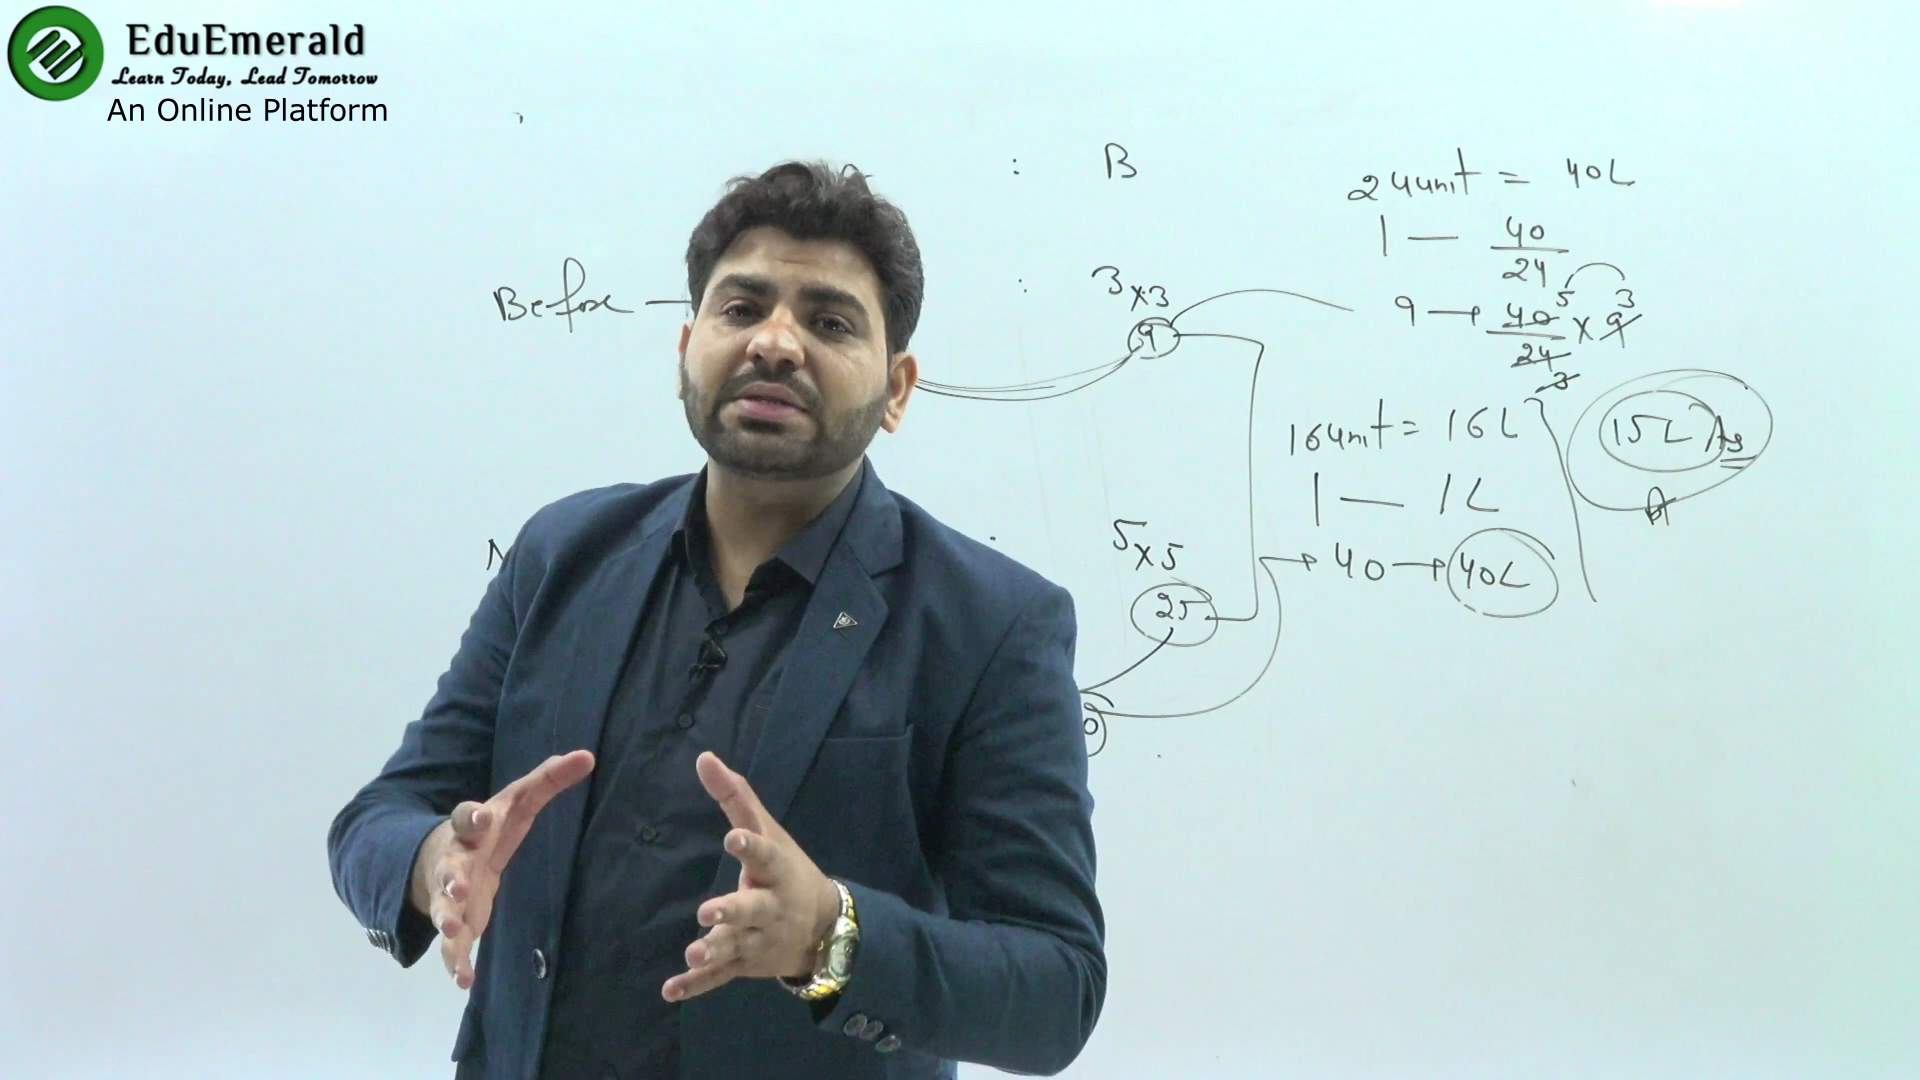 EduEmerald
Learn Today, Lead Tomorrow
An Online Platform
: B
Before —
: 3x3
9
5x5
25
0
24unit = 40L
1 — 40/24
9 → 40/24 x 9
5 3
3
16unit = 16L
1 — 1L
→ 40 → 40L
15L Ans